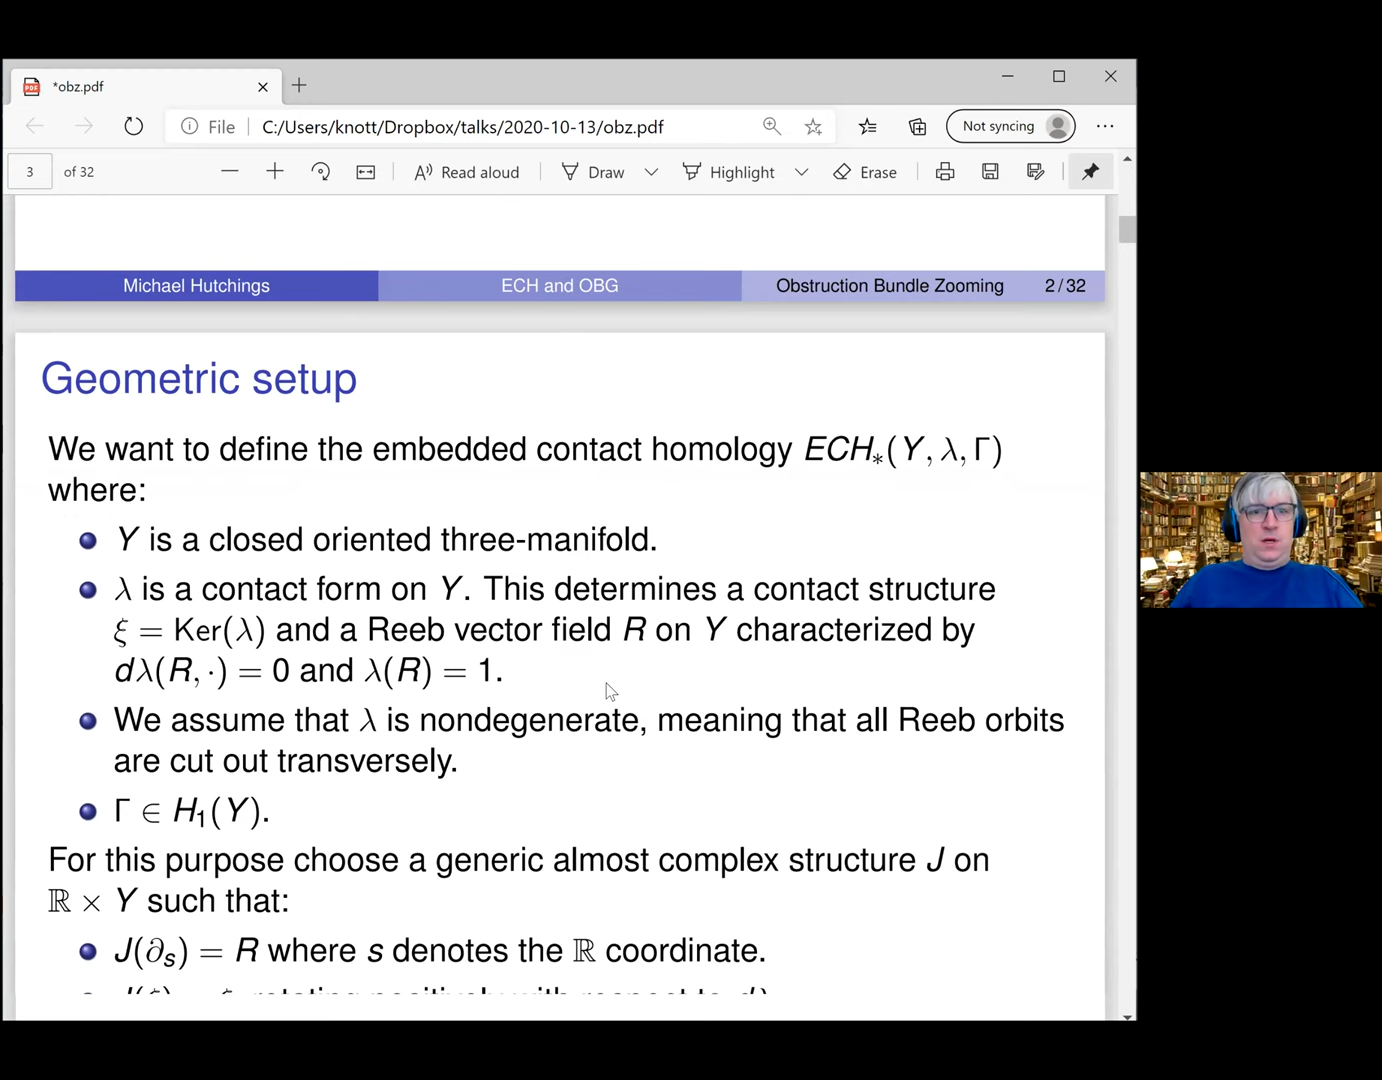 *obz.pdf
File C:/Users/knott/Dropbox/talks/2020-10-13/obz.pdf Not syncing
3 of 32 Read aloud Draw Highlight Erase
Michael Hutchings ECH and OBG Obstruction Bundle Zooming 2/32
Geometric setup
We want to define the embedded contact homology ECH∗(Y, λ, Γ)
where:
Y is a closed oriented three-manifold.
λ is a contact form on Y. This determines a contact structure
ξ = Ker(λ) and a Reeb vector field R on Y characterized by
dλ(R, ·) = 0 and λ(R) = 1.
We assume that λ is nondegenerate, meaning that all Reeb orbits
are cut out transversely.
Γ ∈ H₁(Y).
For this purpose choose a generic almost complex structure J on
ℝ × Y such that:
J(∂ₛ) = R where s denotes the ℝ coordinate.
rotating positively with respect to